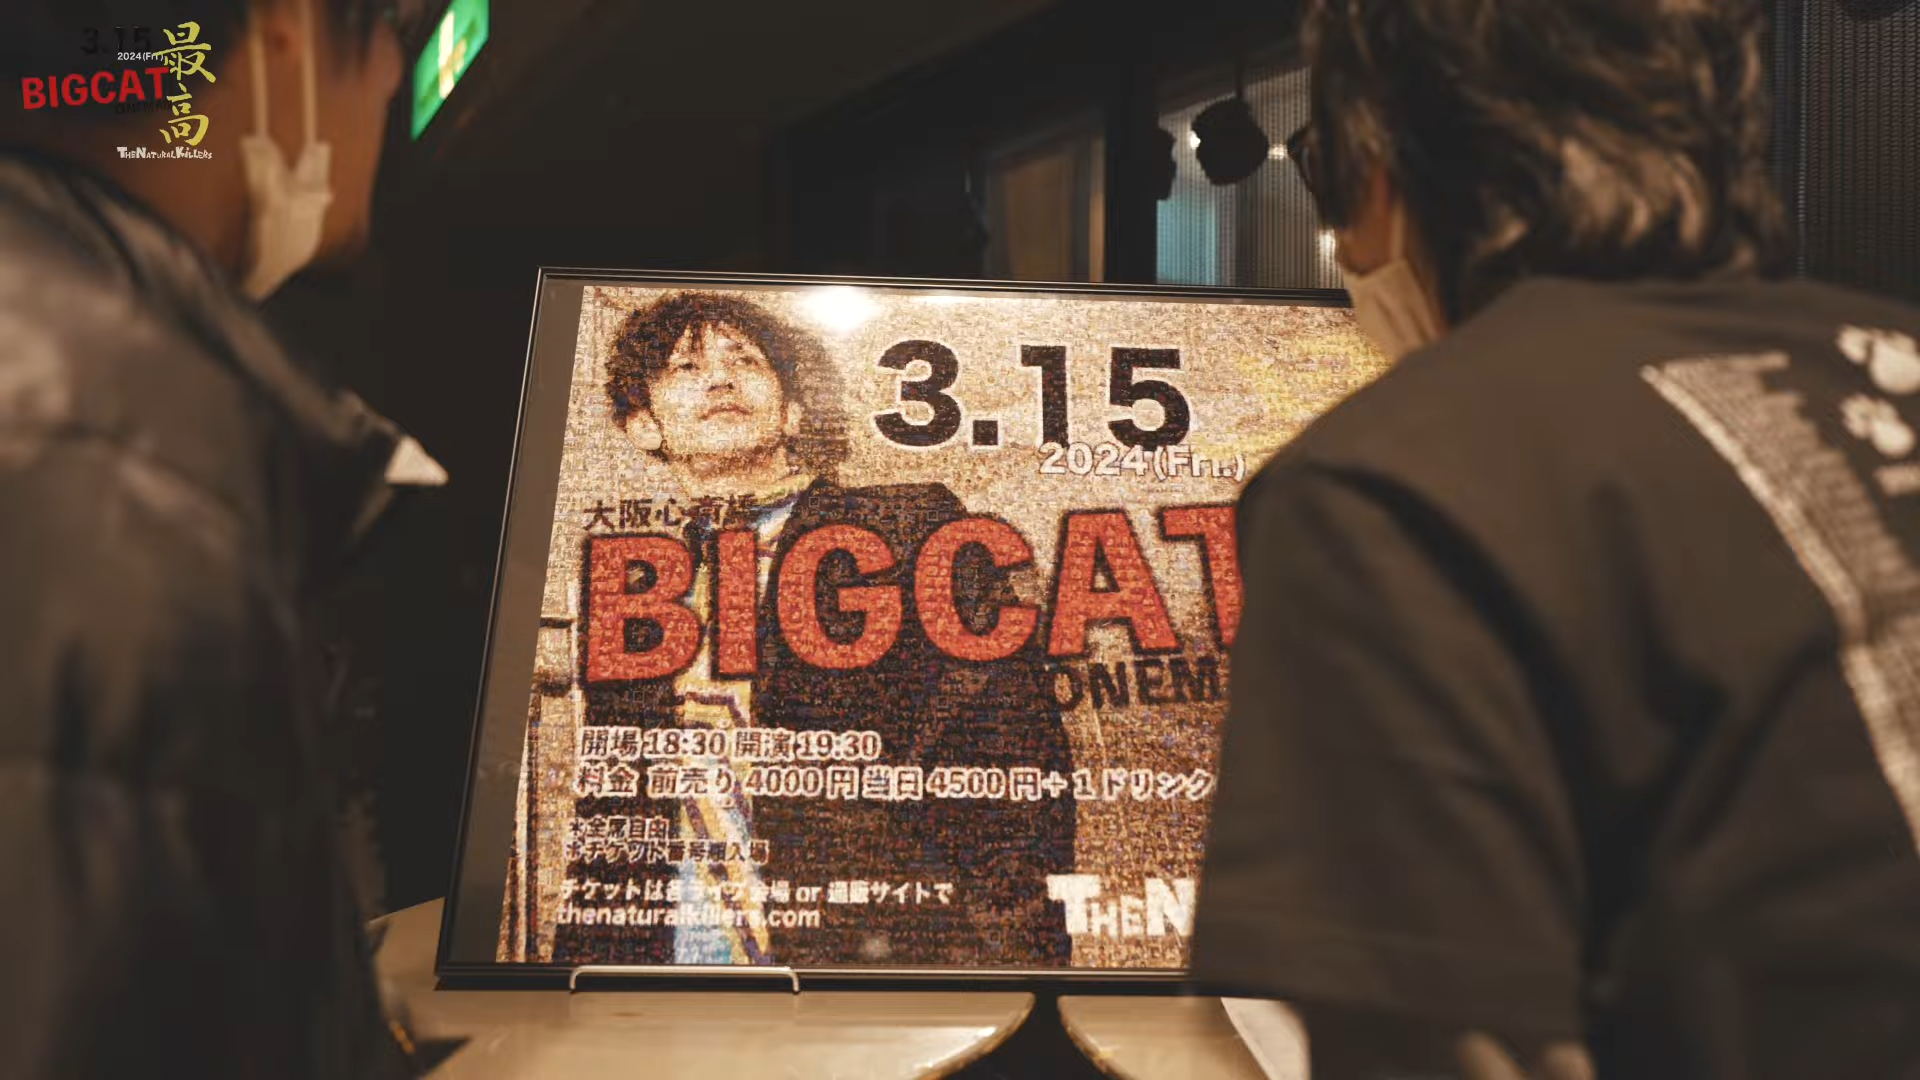 3.15
2024(Fri)
BIGCAT
最高
THENATURALKILLERS
3.15
2024(Fri.)
大阪心斎橋
BIGCAT
ONEM
開場 18:30 開演 19:30
料金 前売り 4000円 当日 4500円+1ドリンク
*全席自由
*チケット番号順入場
チケットは各ライブ会場 or 通販サイトで
thenaturalkillers.com
THEN